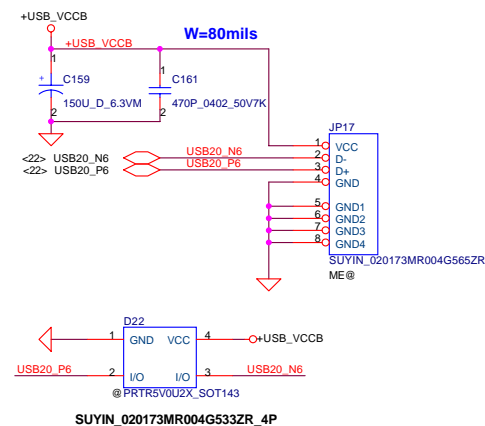 +USB_VCCB
+USB_VCCB
W=80mils
1
+
C159
150U_D_6.3VM
2
1
C161
470P_0402_50V7K
2
<22> USB20_N6
<22> USB20_P6
USB20_N6
USB20_P6
JP17
1 VCC
2 D-
3 D+
4 GND
5 GND1
6 GND2
7 GND3
8 GND4
SUYIN_020173MR004G565ZR
ME@
D22
1 GND VCC 4 +USB_VCCB
USB20_P6 2 I/O I/O 3 USB20_N6
@PRTR5V0U2X_SOT143
SUYIN_020173MR004G533ZR_4P